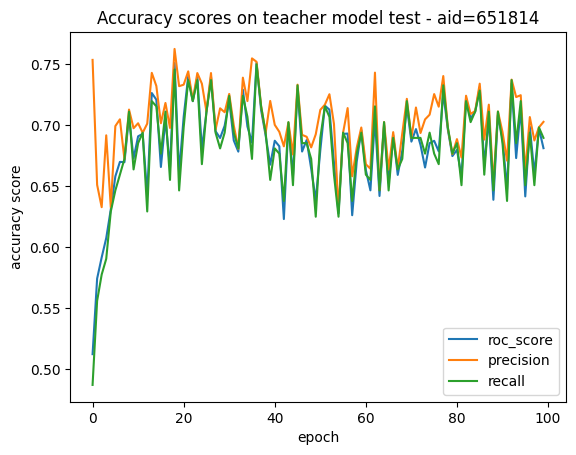 Accuracy scores on teacher model test - aid=651814
accuracy score
0.75
0.70
0.65
0.60
0.55
0.50
0 20 40 60 80 100
epoch
roc_score
precision
recall